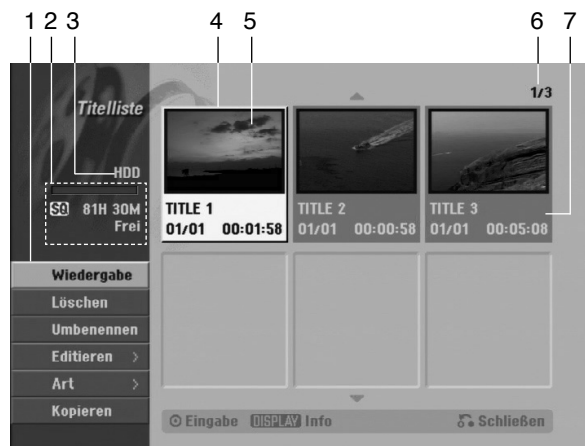 1 2 3 4 5 6 7
1/3
Titelliste
HDD
SQ 81H 30M
Frei
TITLE 1
01/01 00:01:58
TITLE 2
01/01 00:00:58
TITLE 3
01/01 00:05:08
Wiedergabe
Löschen
Umbenennen
Editieren >
Art >
Kopieren
Eingabe DISPLAY Info Schließen